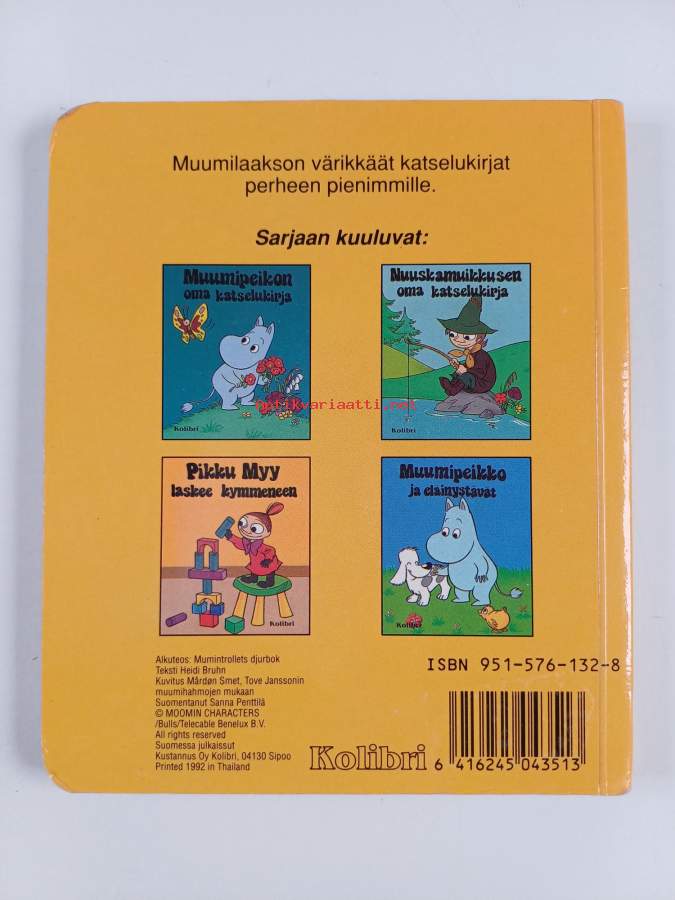 Muumilaakson värikkäät katselukirjat
perheen pienimmille.
Sarjaan kuuluvat:
Muumipeikon
oma katselukirja
Kolibri
Nuuskamuikkusen
oma katselukirja
Kolibri
antikvariaatti.net
Pikku Myy
laskee kymmeneen
Kolibri
Muumipeikko
ja eläinystävät
Kolibri
Alkuteos: Mumintrollets djurbok
Teksti Heidi Bruhn
Kuvitus Mårdøn Smet, Tove Janssonin
muumihahmojen mukaan
Suomentanut Sanna Penttilä
© MOOMIN CHARACTERS
/Bulls/Telecable Benelux B.V.
All rights reserved
Suomessa julkaissut
Kustannus Oy Kolibri, 04130 Sipoo
Printed 1992 in Thailand
Kolibri
ISBN 951-576-132-8
6 416245 043513